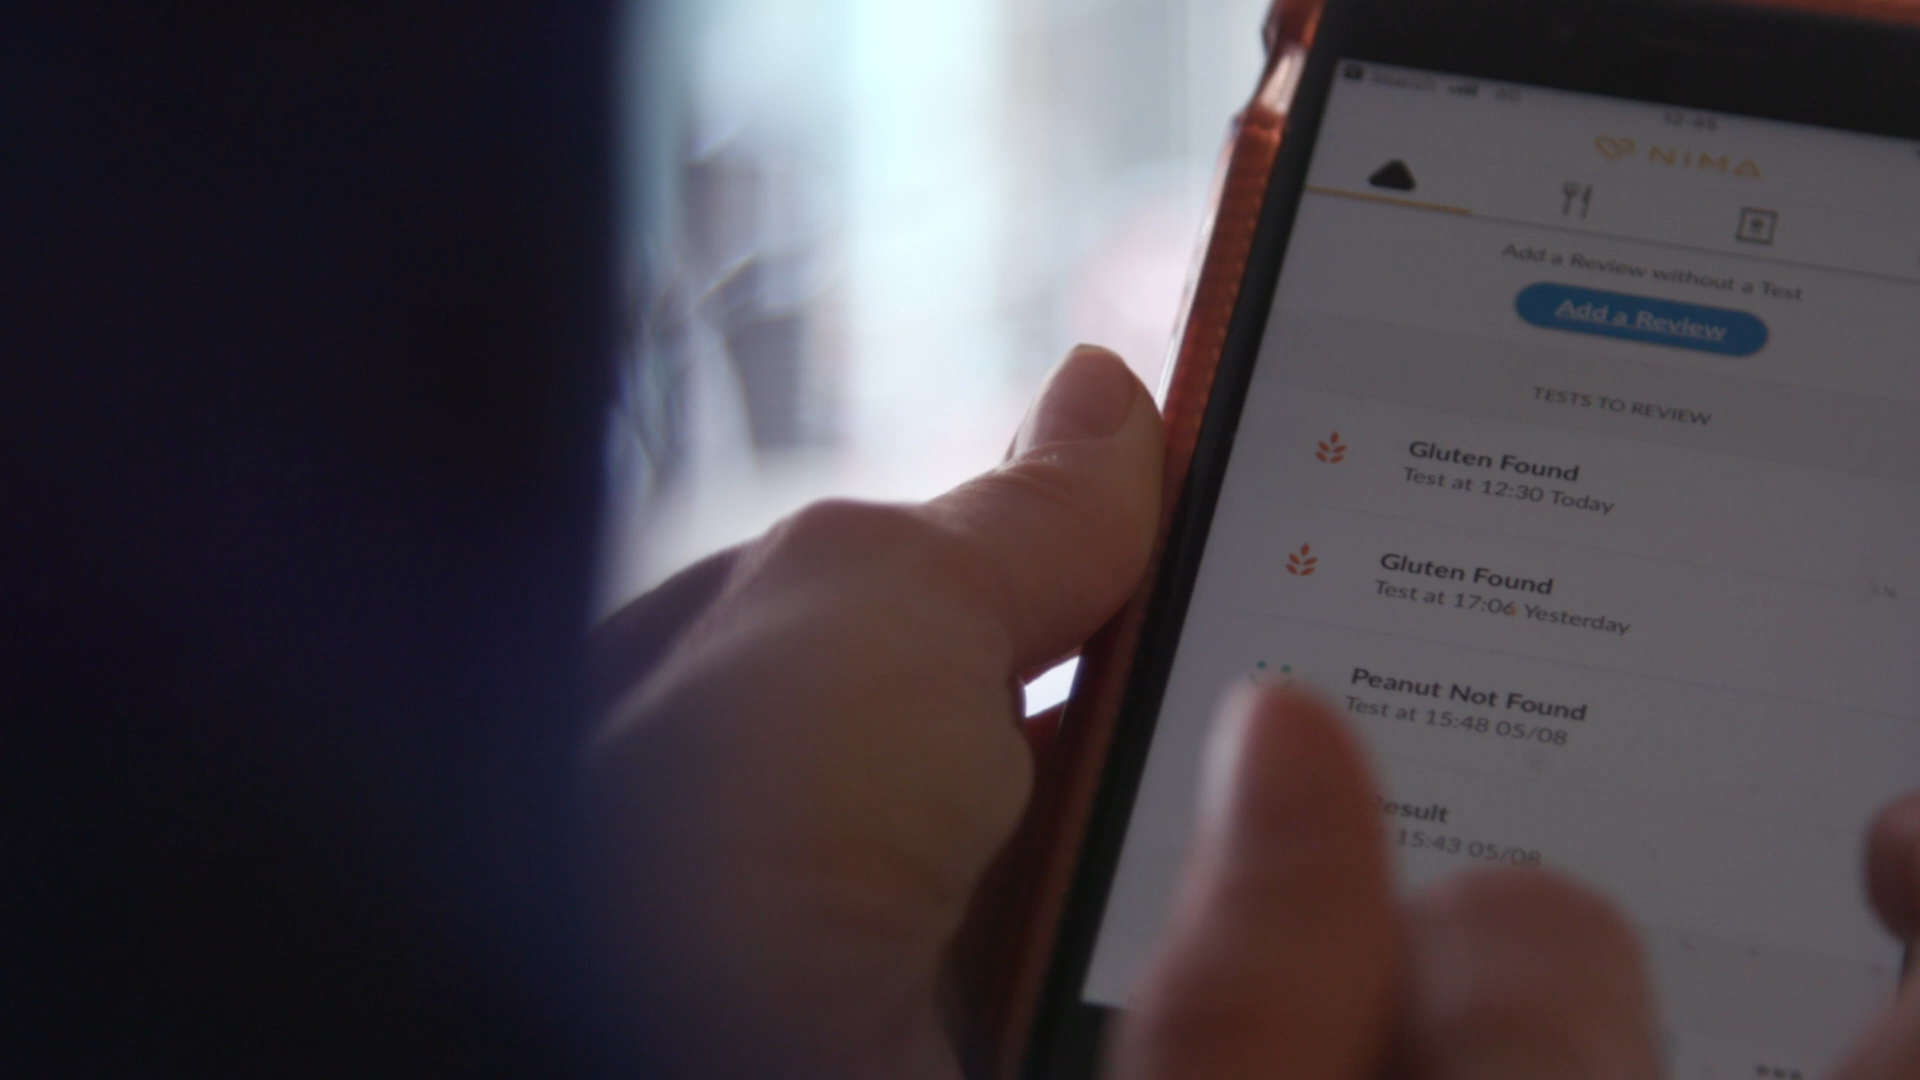 NIMA
Add a Review without a Test
Add a Review
TESTS TO REVIEW
Gluten Found
Test at 12:30 Today
Gluten Found
Test at 17:06 Yesterday
Peanut Not Found
Test at 15:48 05/08
Result
15:43 05/08